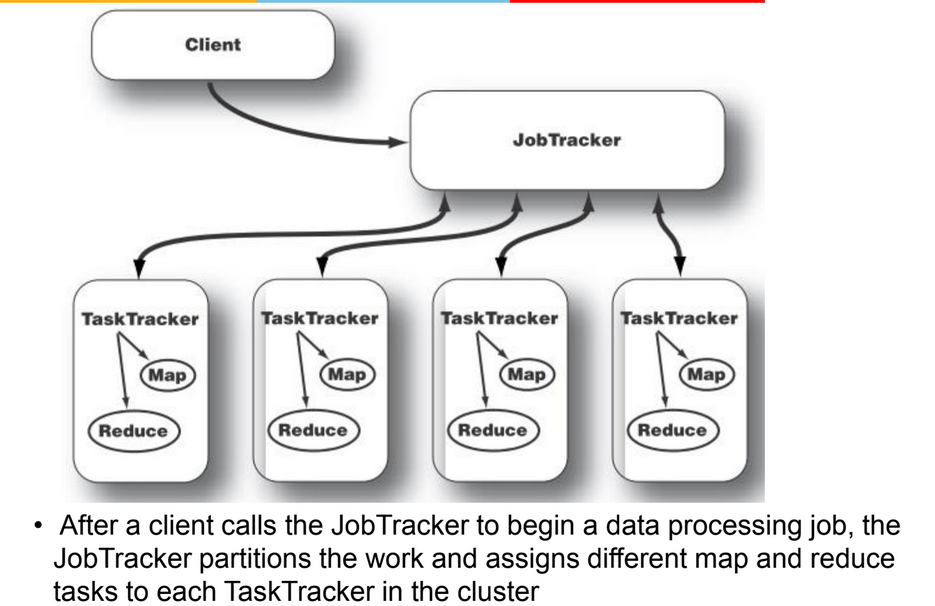 Client
JobTracker
TaskTracker TaskTracker TaskTracker TaskTracker
Map Map Map Map
Reduce Reduce Reduce Reduce
• After a client calls the JobTracker to begin a data processing job, the
JobTracker partitions the work and assigns different map and reduce
tasks to each TaskTracker in the cluster